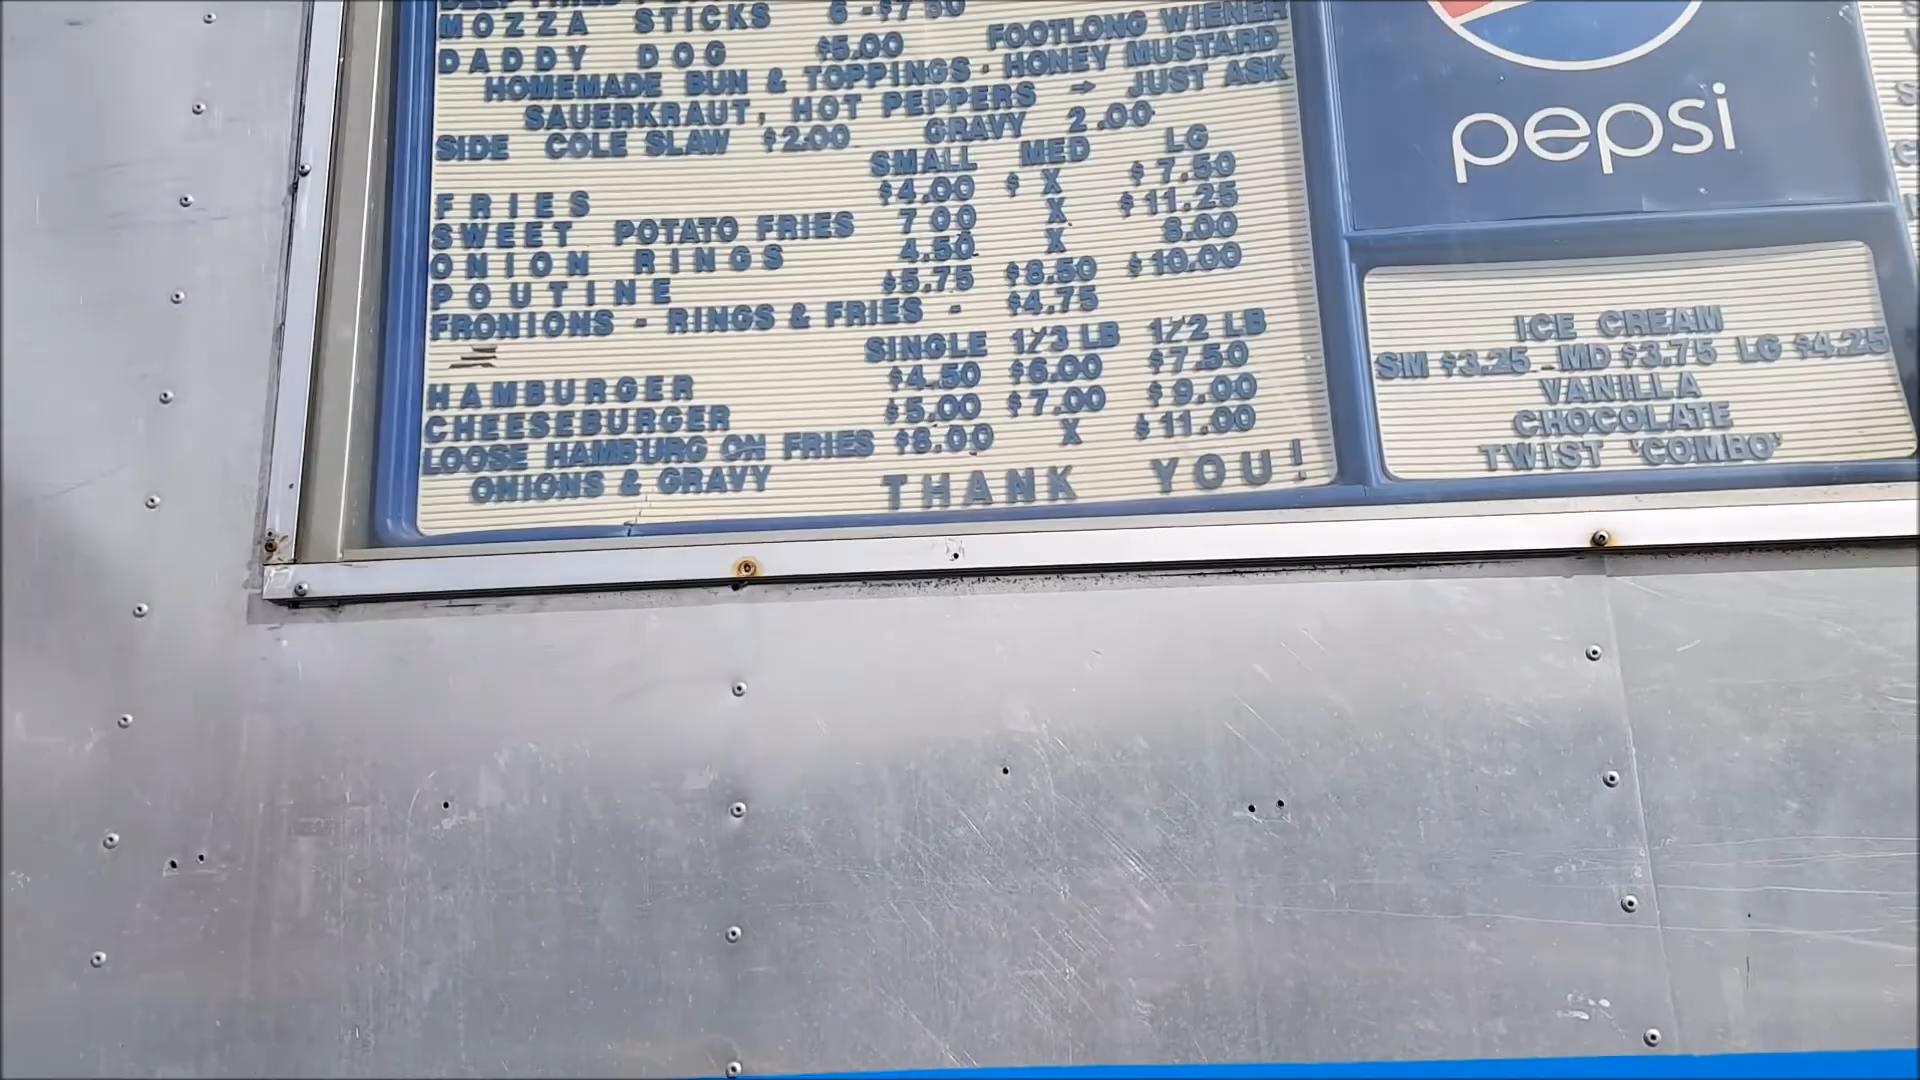 MOZZA STICKS 6 - $7 50
DADDY DOG $5.00 FOOTLONG WIENER
HOMEMADE BUN & TOPPINGS - HONEY MUSTARD
SAUERKRAUT, HOT PEPPERS → JUST ASK
SIDE COLE SLAW $2.00 GRAVY 2.00
SMALL MED LG
FRIES $4.00 $ X $7.50
SWEET POTATO FRIES 7 00 X $11.25
ONION RINGS 4.50 X 8.00
POUTINE $5.75 $8.50 $10.00
FRONIONS - RINGS & FRIES - $4.75
SINGLE 1/3 LB 1/2 LB
HAMBURGER $4.50 $6.00 $7.50
CHEESEBURGER $5.00 $7.00 $9.00
LOOSE HAMBURG ON FRIES $8.00 X $11.00
ONIONS & GRAVY
THANK YOU!
pepsi
ICE CREAM
SM $3.25 - MD $3.75 LG $4.25
VANILLA
CHOCOLATE
TWIST 'COMBO'